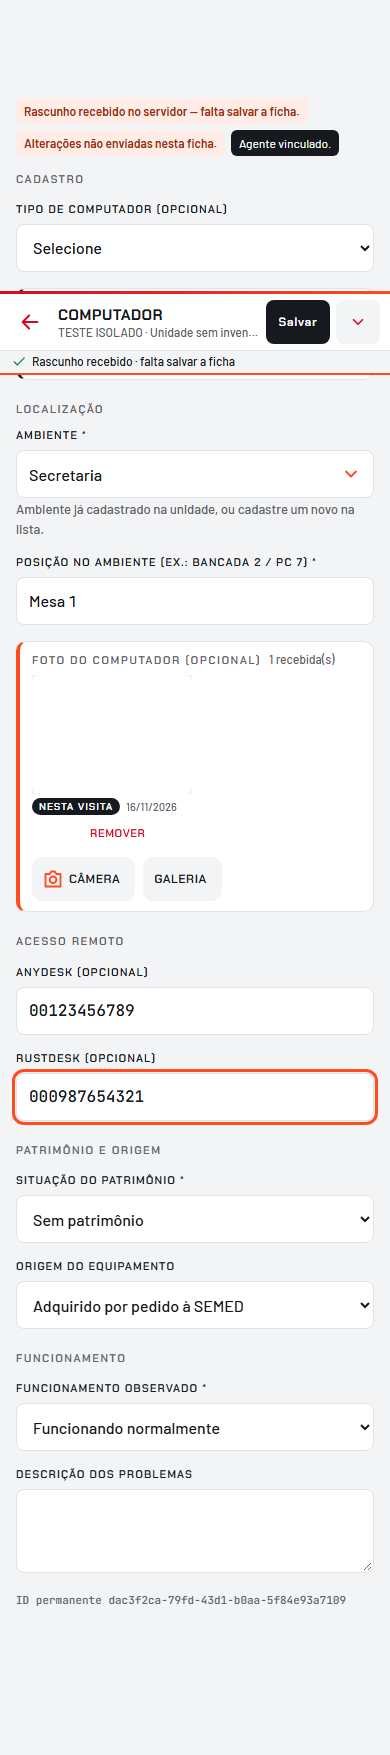 Rascunho recebido no servidor — falta salvar a ficha.
Alterações não enviadas nesta ficha. Agente vinculado.
CADASTRO
TIPO DE COMPUTADOR (OPCIONAL)
Selecione
COMPUTADOR
TESTE ISOLADO · Unidade sem inven...
Salvar
Rascunho recebido · falta salvar a ficha
LOCALIZAÇÃO
AMBIENTE *
Secretaria
Ambiente já cadastrado na unidade, ou cadastre um novo na
lista.
POSIÇÃO NO AMBIENTE (EX.: BANCADA 2 / PC 7) *
Mesa 1
FOTO DO COMPUTADOR (OPCIONAL) 1 recebida(s)
NESTA VISITA 16/11/2026
REMOVER
CÂMERA GALERIA
ACESSO REMOTO
ANYDESK (OPCIONAL)
00123456789
RUSTDESK (OPCIONAL)
000987654321
PATRIMÔNIO E ORIGEM
SITUAÇÃO DO PATRIMÔNIO *
Sem patrimônio
ORIGEM DO EQUIPAMENTO
Adquirido por pedido à SEMED
FUNCIONAMENTO
FUNCIONAMENTO OBSERVADO *
Funcionando normalmente
DESCRIÇÃO DOS PROBLEMAS
ID permanente dac3f2ca-79fd-43d1-b0aa-5f84e93a7109